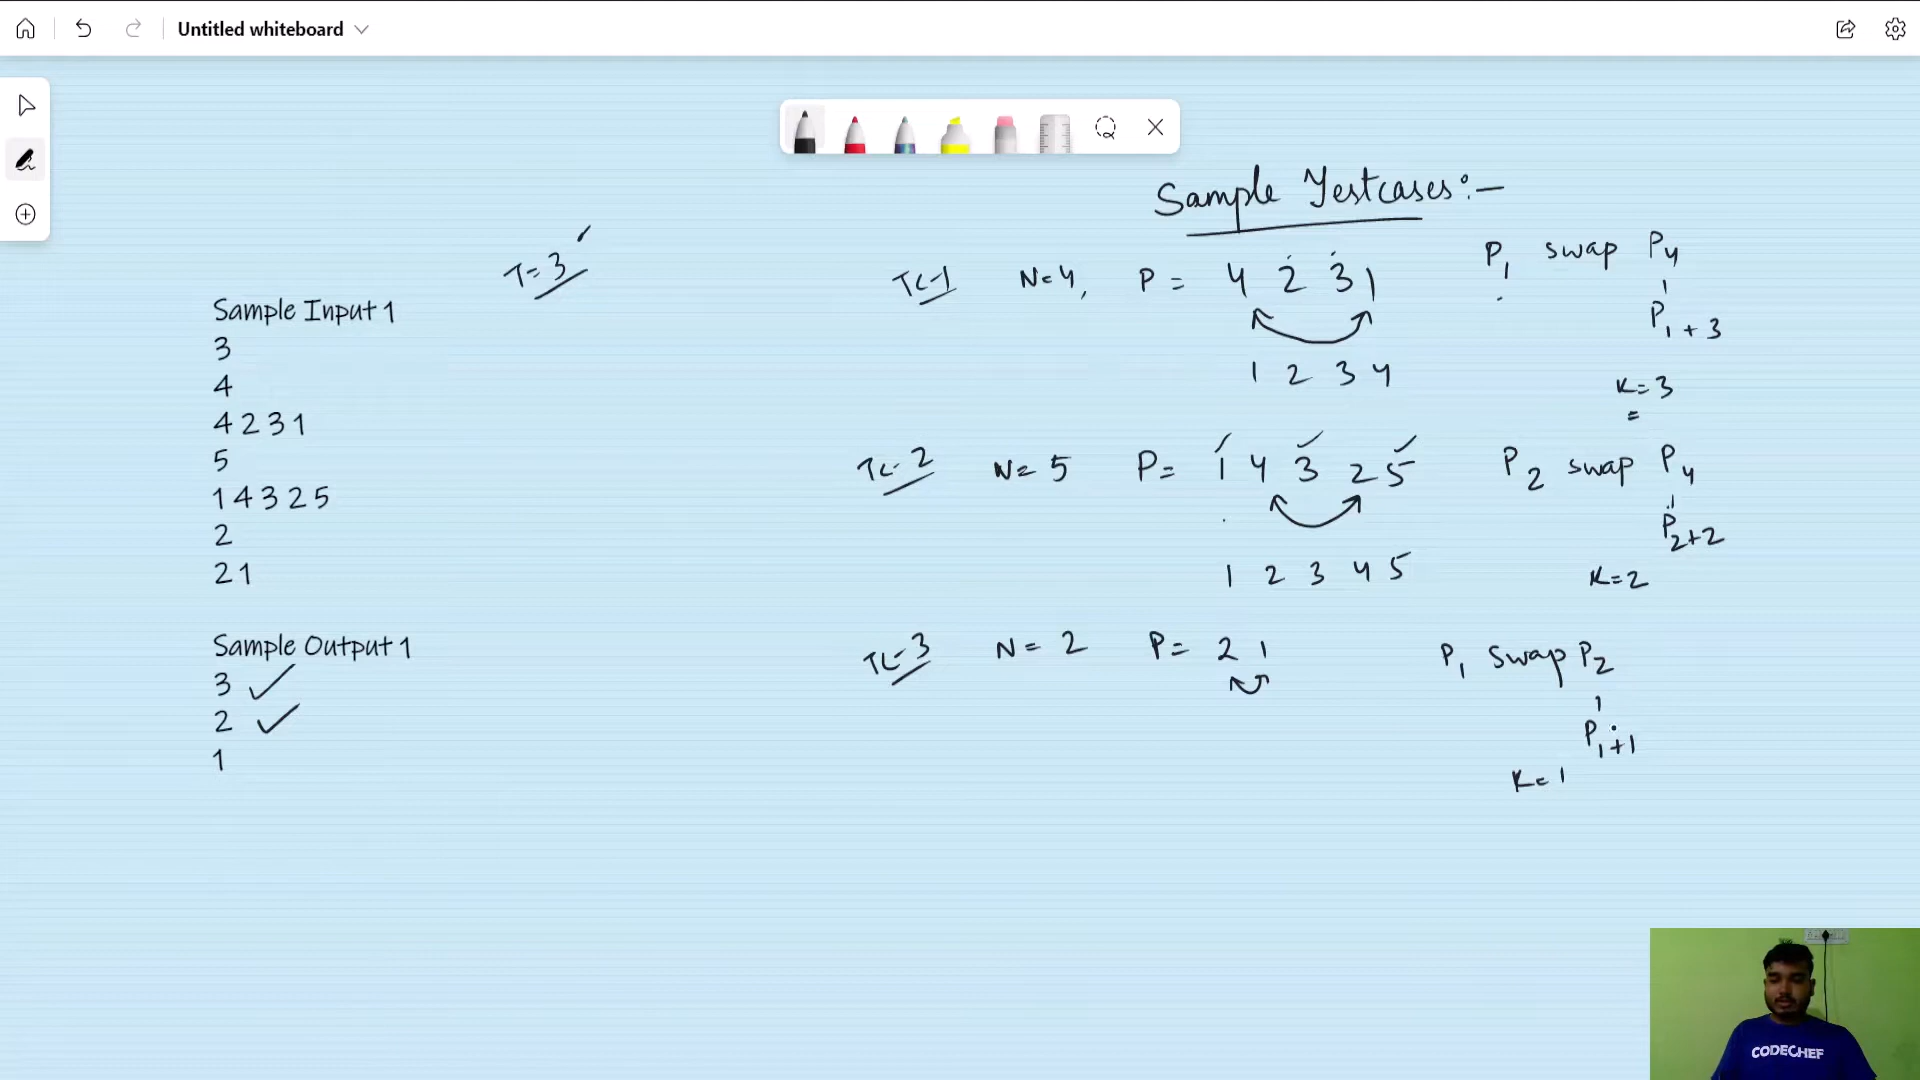 Untitled whiteboard
Sample Testcases:-
T=3
Sample Input 1
3
4
4 2 3 1
5
1 4 3 2 5
2
2 1
Sample Output 1
3
2
1
TC-1 N=4, P = 4 2 3 1
1 2 3 4
P1 swap P4
P1+3
K=3
TC-2 N=5 P= 1 4 3 2 5
1 2 3 4 5
P2 swap P4
P2+2
K=2
TC-3 N=2 P= 2 1
P1 swap P2
P1+1
K=1
CODECHEF